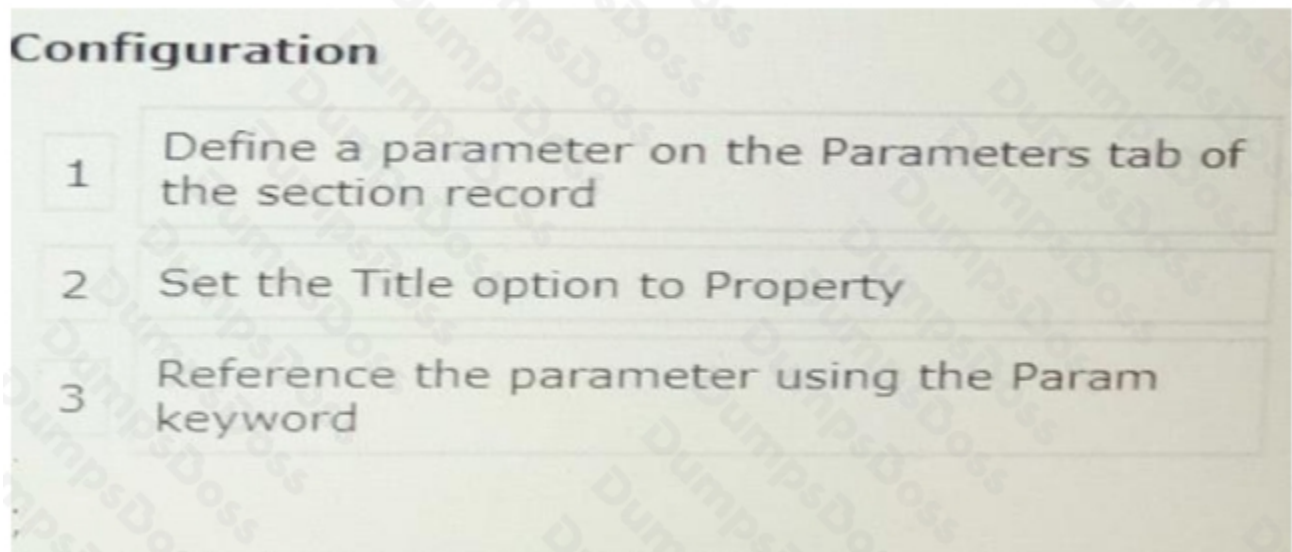 Configuration
1
Define a parameter on the Parameters tab of
the section record
2
Set the Title option to Property
3
Reference the parameter using the Param
keyword